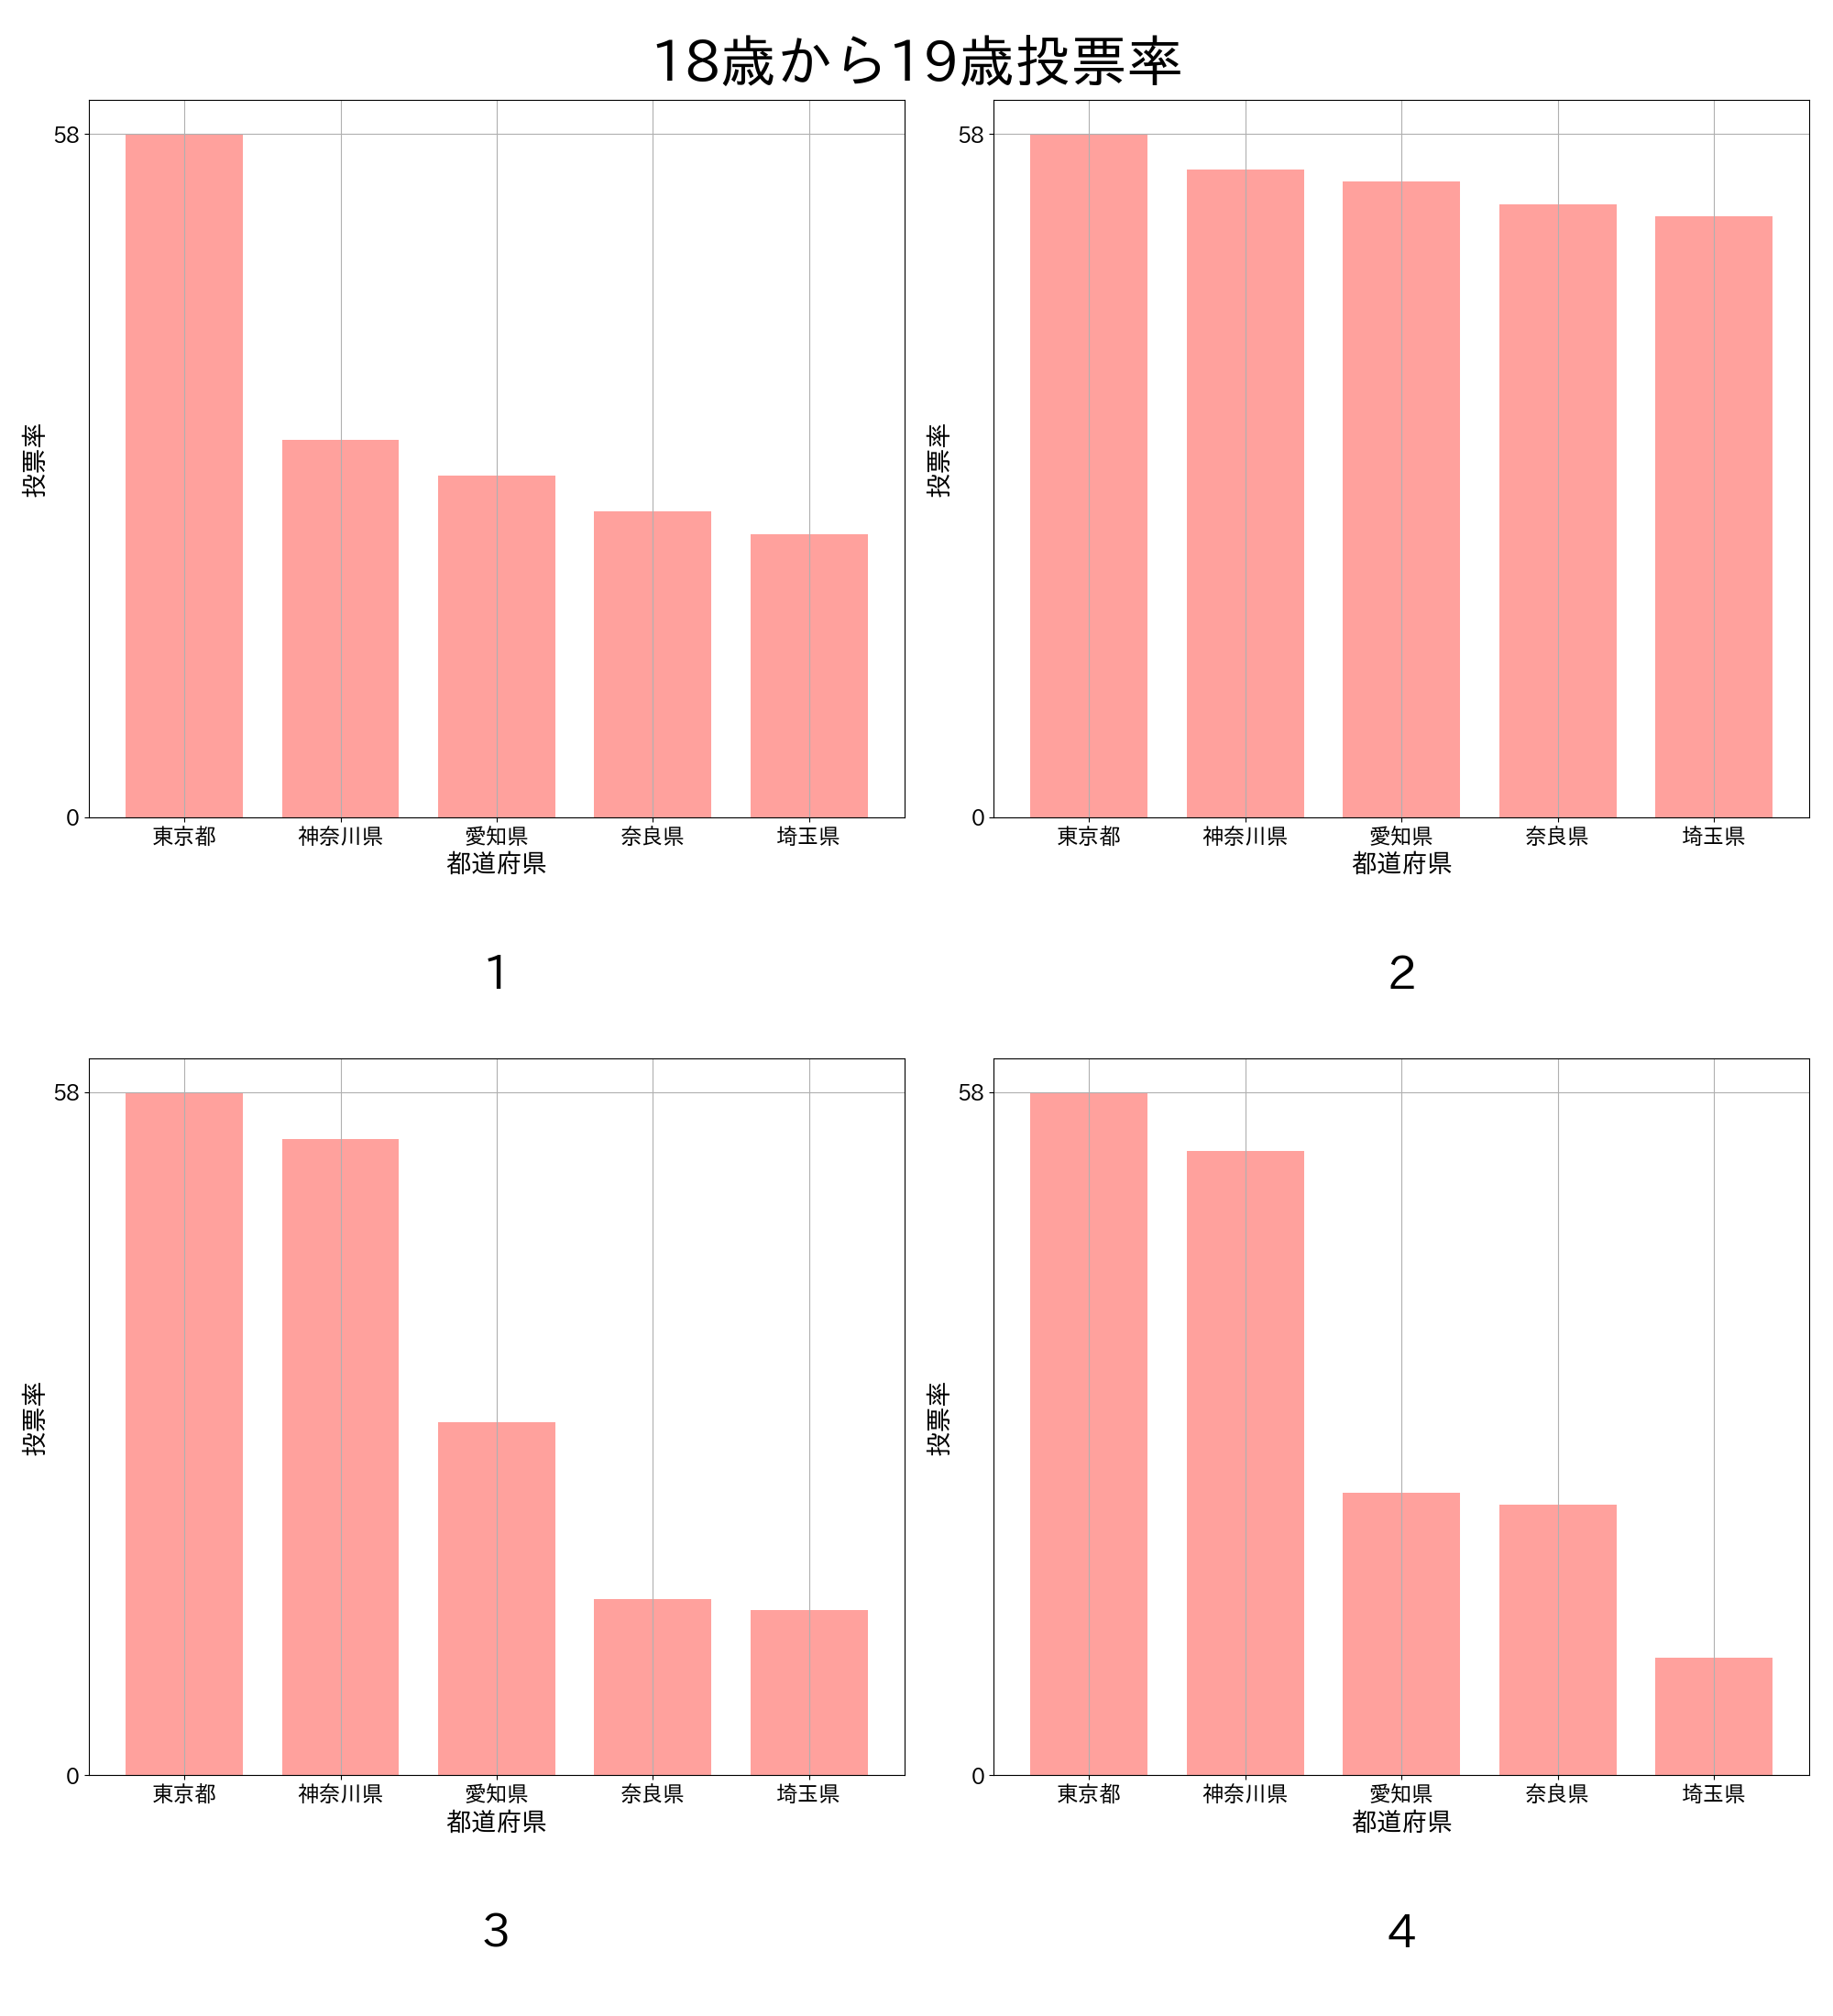 18歳から19歳投票率
58
0
投票率
東京都 神奈川県 愛知県 奈良県 埼玉県
都道府県
1
58
0
投票率
東京都 神奈川県 愛知県 奈良県 埼玉県
都道府県
2
58
0
投票率
東京都 神奈川県 愛知県 奈良県 埼玉県
都道府県
3
58
0
投票率
東京都 神奈川県 愛知県 奈良県 埼玉県
都道府県
4